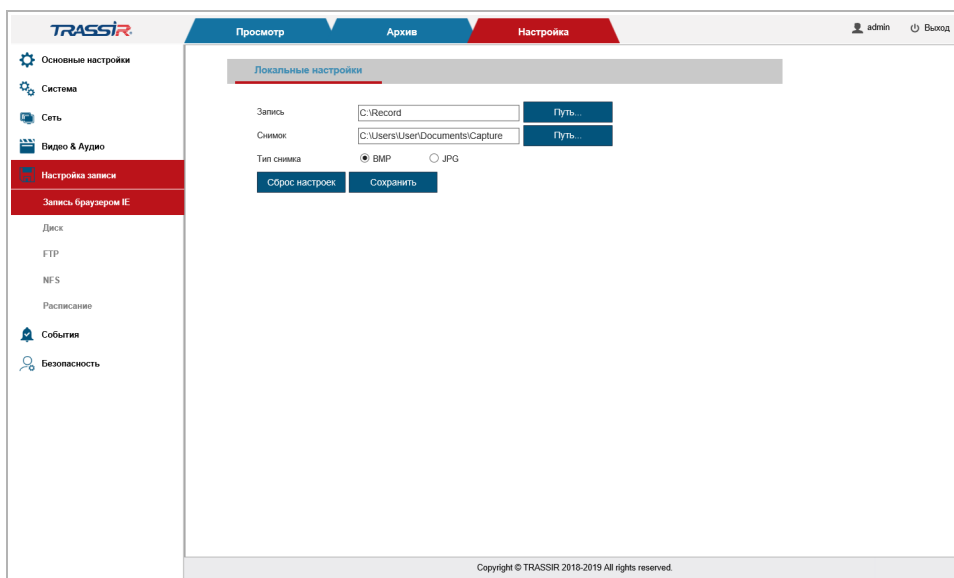 TRASSIR
Просмотр
Архив
Настройка
admin
Выход
Основные настройки
Система
Сеть
Видео & Аудио
Настройка записи
Запись браузером IE
Диск
FTP
NFS
Расписание
События
Безопасность
Локальные настройки
Запись C:\Record Путь...
Снимок C:\Users\User\Documents\Capture Путь...
Тип снимка BMP JPG
Сброс настроек Сохранить
Copyright © TRASSIR 2018-2019 All rights reserved.